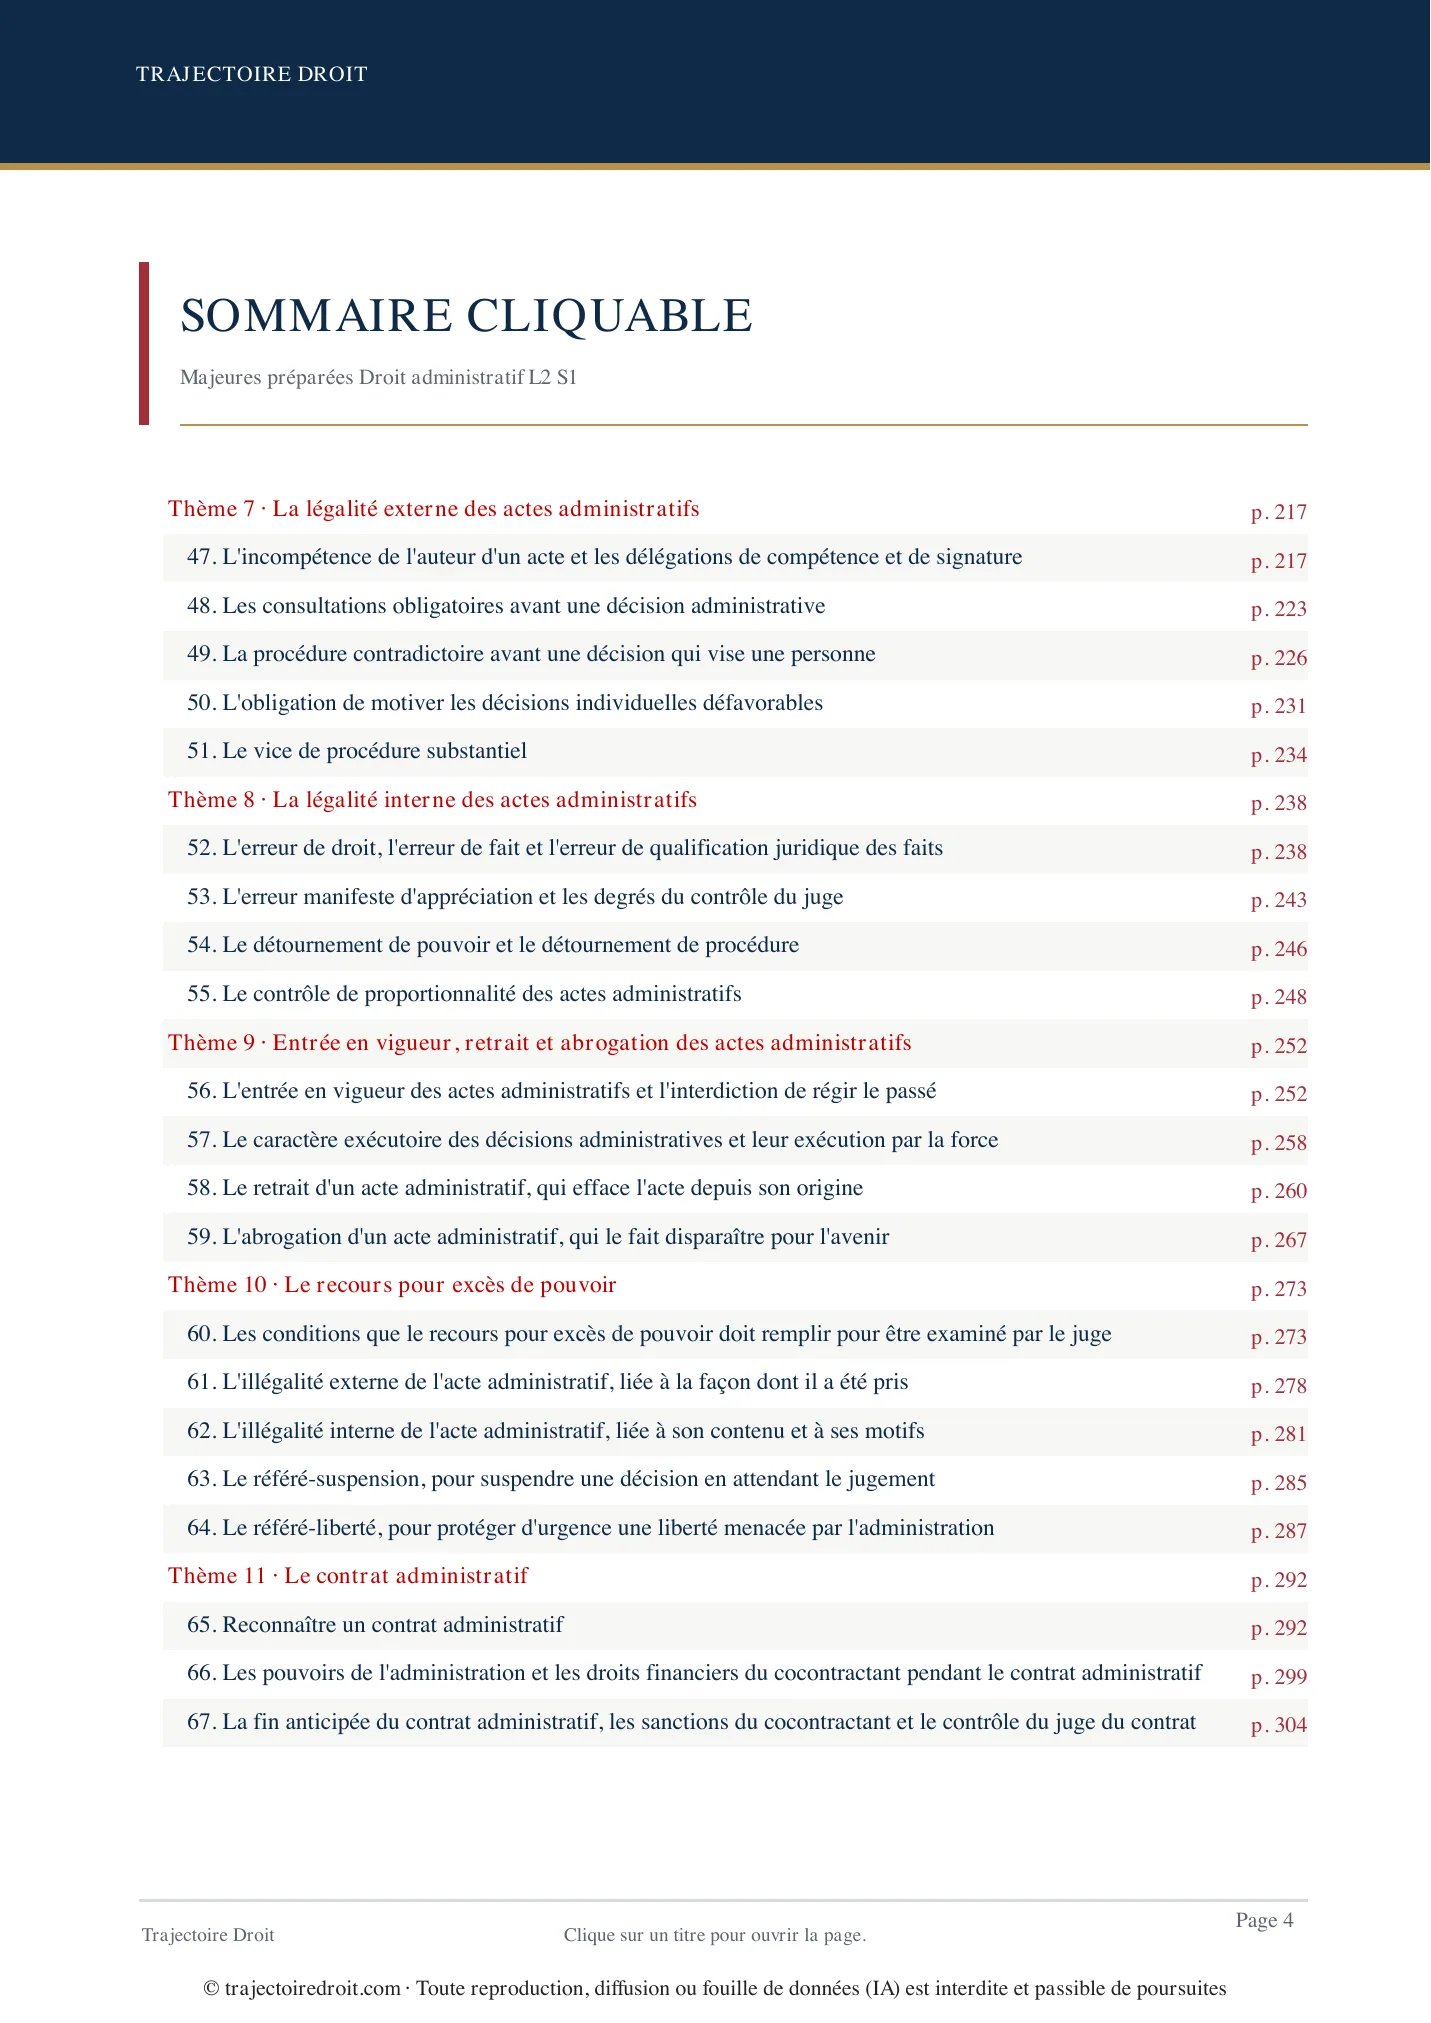 TRAJECTOIRE DROIT
SOMMAIRE CLIQUABLE
Majeures préparées Droit administratif L2 S1
Thème 7 · La légalité externe des actes administratifs p. 217
47. L'incompétence de l'auteur d'un acte et les délégations de compétence et de signature p. 217
48. Les consultations obligatoires avant une décision administrative p. 223
49. La procédure contradictoire avant une décision qui vise une personne p. 226
50. L'obligation de motiver les décisions individuelles défavorables p. 231
51. Le vice de procédure substantiel p. 234
Thème 8 · La légalité interne des actes administratifs p. 238
52. L'erreur de droit, l'erreur de fait et l'erreur de qualification juridique des faits p. 238
53. L'erreur manifeste d'appréciation et les degrés du contrôle du juge p. 243
54. Le détournement de pouvoir et le détournement de procédure p. 246
55. Le contrôle de proportionnalité des actes administratifs p. 248
Thème 9 · Entrée en vigueur, retrait et abrogation des actes administratifs p. 252
56. L'entrée en vigueur des actes administratifs et l'interdiction de régir le passé p. 252
57. Le caractère exécutoire des décisions administratives et leur exécution par la force p. 258
58. Le retrait d'un acte administratif, qui efface l'acte depuis son origine p. 260
59. L'abrogation d'un acte administratif, qui le fait disparaître pour l'avenir p. 267
Thème 10 · Le recours pour excès de pouvoir p. 273
60. Les conditions que le recours pour excès de pouvoir doit remplir pour être examiné par le juge p. 273
61. L'illégalité externe de l'acte administratif, liée à la façon dont il a été pris p. 278
62. L'illégalité interne de l'acte administratif, liée à son contenu et à ses motifs p. 281
63. Le référé-suspension, pour suspendre une décision en attendant le jugement p. 285
64. Le référé-liberté, pour protéger d'urgence une liberté menacée par l'administration p. 287
Thème 11 · Le contrat administratif p. 292
65. Reconnaître un contrat administratif p. 292
66. Les pouvoirs de l'administration et les droits financiers du cocontractant pendant le contrat administratif p. 299
67. La fin anticipée du contrat administratif, les sanctions du cocontractant et le contrôle du juge du contrat p. 304
Trajectoire Droit Clique sur un titre pour ouvrir la page. Page 4
© trajectoiredroit.com · Toute reproduction, diffusion ou fouille de données (IA) est interdite et passible de poursuites